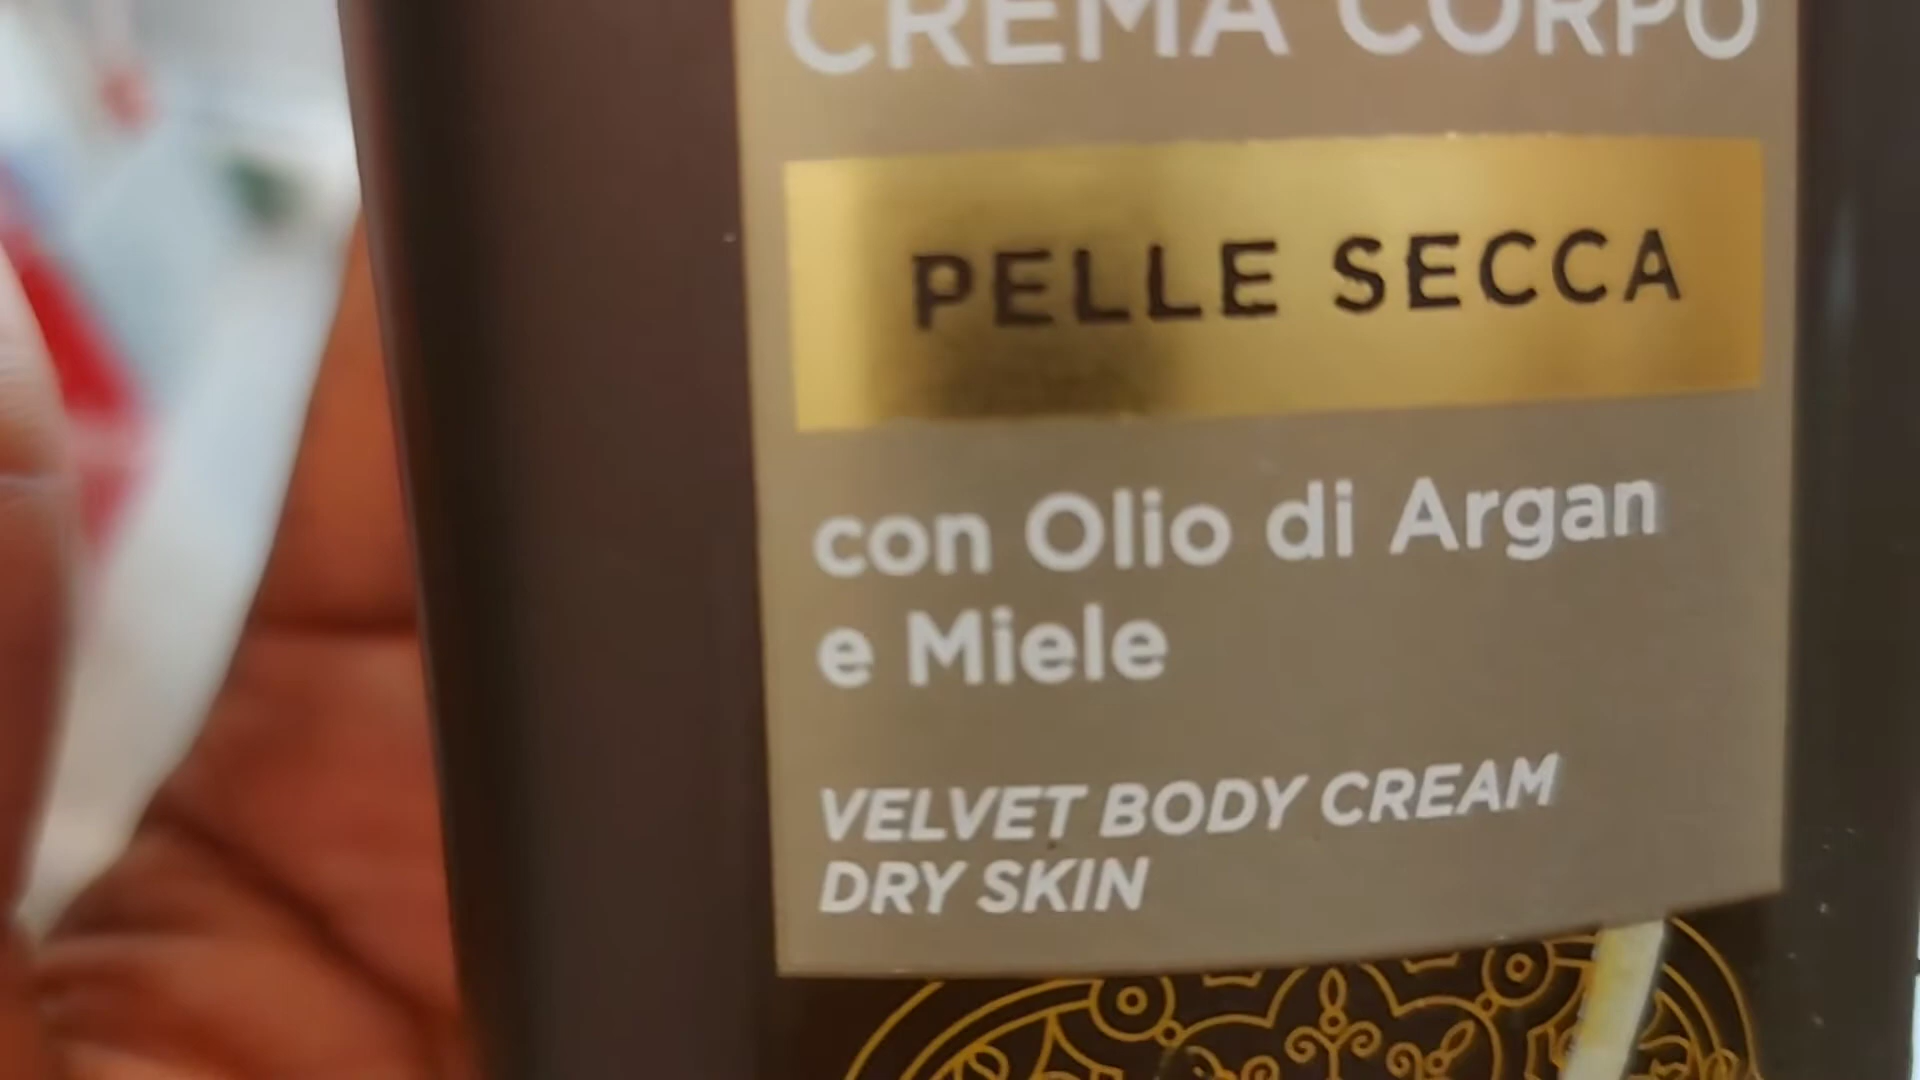 CREMA CORPO
PELLE SECCA
con Olio di Argan
e Miele
VELVET BODY CREAM
DRY SKIN